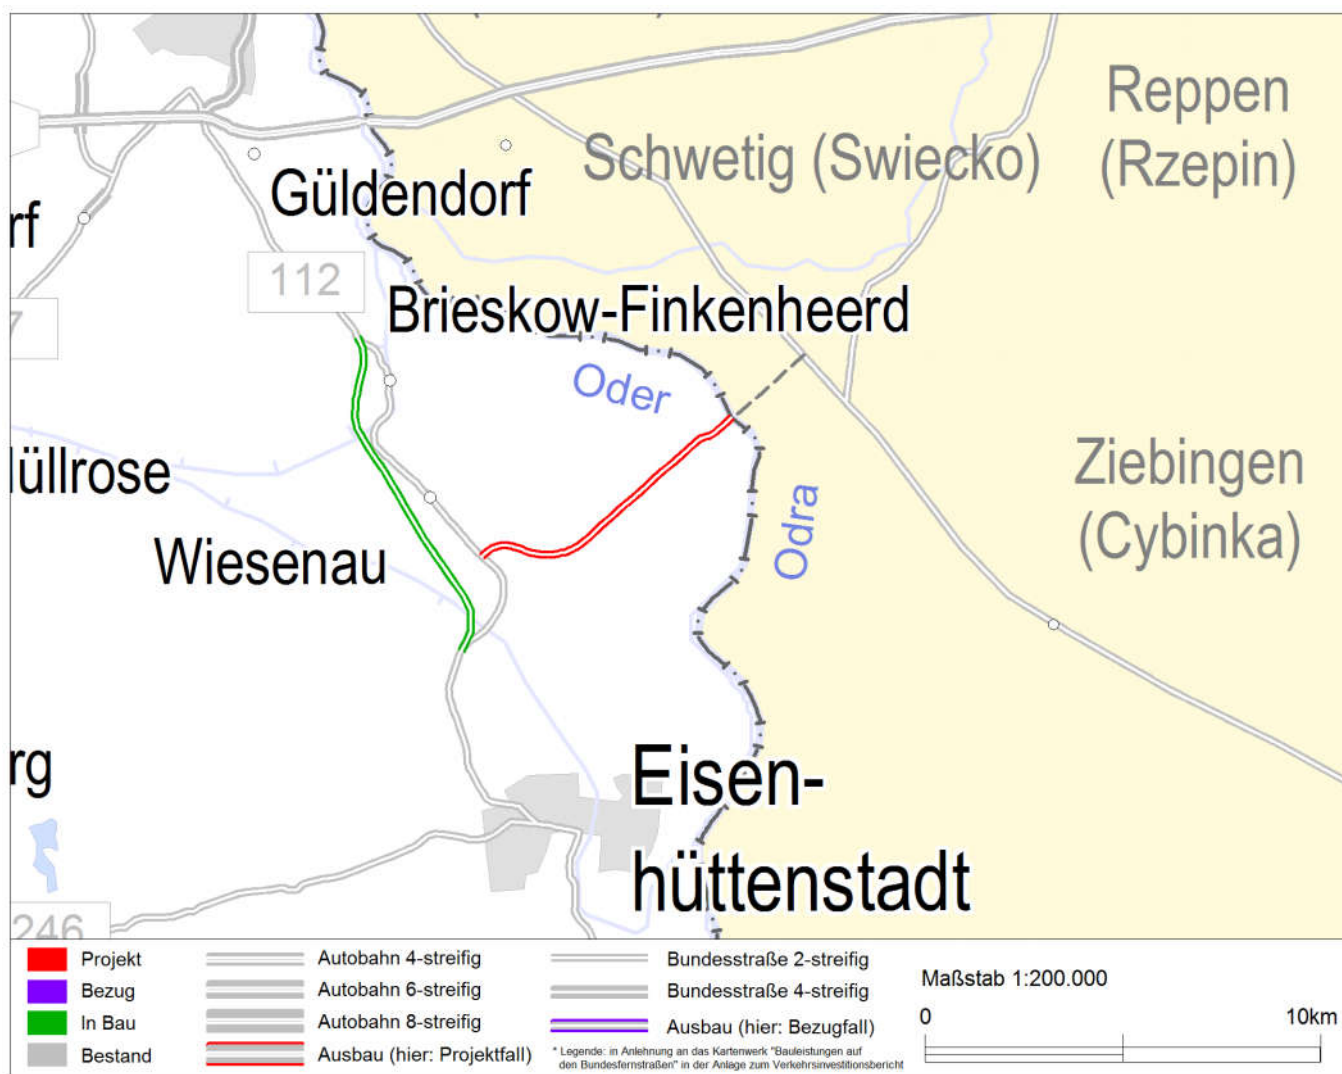 Reppen
(Rzepin)
Schwetig (Swiecko)
Güldendorf
rf
112
7
Brieskow-Finkenheerd
Oder
Ziebingen
(Cybinka)
üllrose
Odra
Wiesenau
rg
Eisen-
hüttenstadt
246
Projekt
Bezug
In Bau
Bestand
Autobahn 4-streifig
Autobahn 6-streifig
Autobahn 8-streifig
Ausbau (hier: Projektfall)
Bundesstraße 2-streifig
Bundesstraße 4-streifig
Ausbau (hier: Bezugfall)
* Legende: in Anlehnung an das Kartenwerk "Bauleistungen auf
den Bundesfernstraßen" in der Anlage zum Verkehrsinvestitionsbericht
Maßstab 1:200.000
0 10km